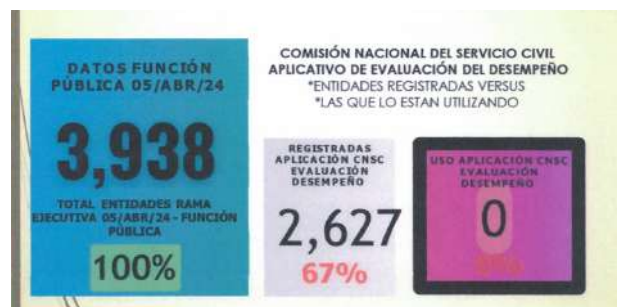 DATOS FUNCIÓN
PÚBLICA 05/ABR/24
3,938
TOTAL ENTIDADES RAMA
EJECUTIVA 05/ABR/24 - FUNCIÓN
PÚBLICA
100%
COMISIÓN NACIONAL DEL SERVICIO CIVIL
APLICATIVO DE EVALUACIÓN DEL DESEMPEÑO
*ENTIDADES REGISTRADAS VERSUS
*LAS QUE LO ESTAN UTILIZANDO
REGISTRADAS
APLICACIÓN CNSC
EVALUACIÓN
DESEMPEÑO
2,627
67%
USO APLICACIÓN CNSC
EVALUACIÓN
DESEMPEÑO
0